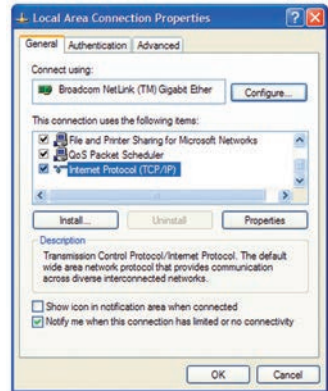 Local Area Connection Properties
General Authentication Advanced
Connect using:
Broadcom NetLink (TM) Gigabit Ether Configure...
This connection uses the following items:
File and Printer Sharing for Microsoft Networks
QoS Packet Scheduler
Internet Protocol (TCP/IP)
Install... Uninstall Properties
Description
Transmission Control Protocol/Internet Protocol. The default
wide area network protocol that provides communication
across diverse interconnected networks.
Show icon in notification area when connected
Notify me when this connection has limited or no connectivity
OK Cancel